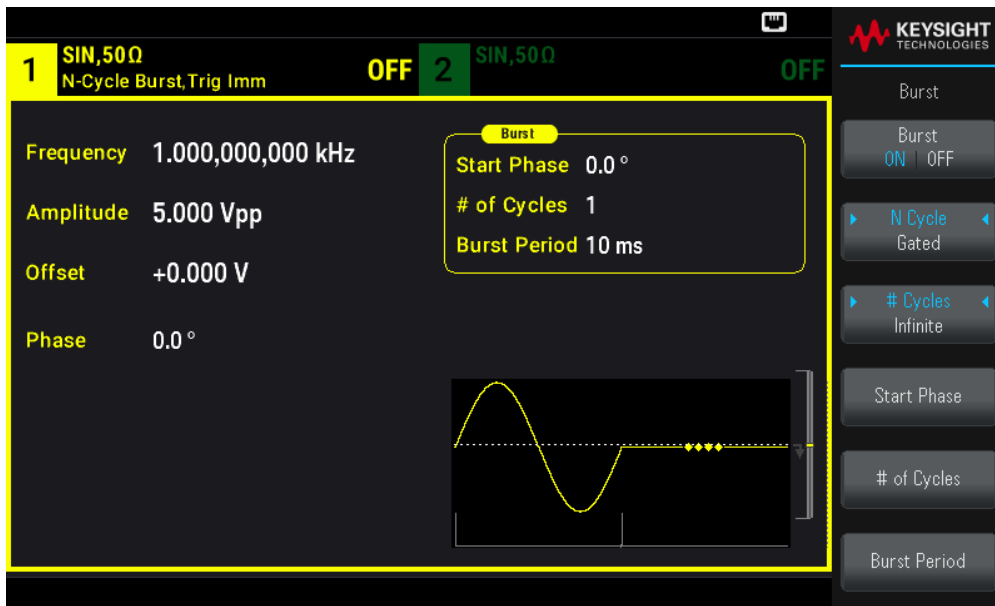 1 SIN,50Ω OFF
N-Cycle Burst,Trig Imm
2 SIN,50Ω OFF
Frequency 1.000,000,000 kHz
Amplitude 5.000 Vpp
Offset +0.000 V
Phase 0.0 °
Burst
Start Phase 0.0 °
# of Cycles 1
Burst Period 10 ms
KEYSIGHT
TECHNOLOGIES
Burst
Burst
ON | OFF
N Cycle
Gated
# Cycles
Infinite
Start Phase
# of Cycles
Burst Period